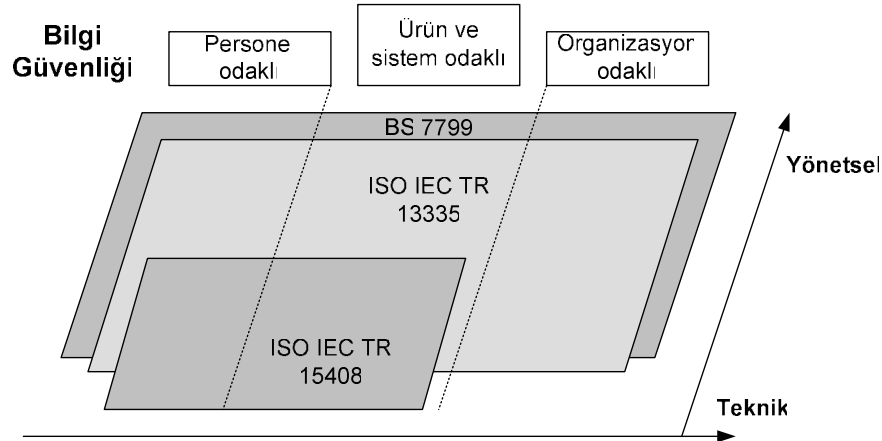 Bilgi
Güvenliği
Persone
odaklı
Ürün ve
sistem odaklı
Organizasyor
odaklı
BS 7799
Yönetsel
ISO IEC TR
13335
ISO IEC TR
15408
Teknik